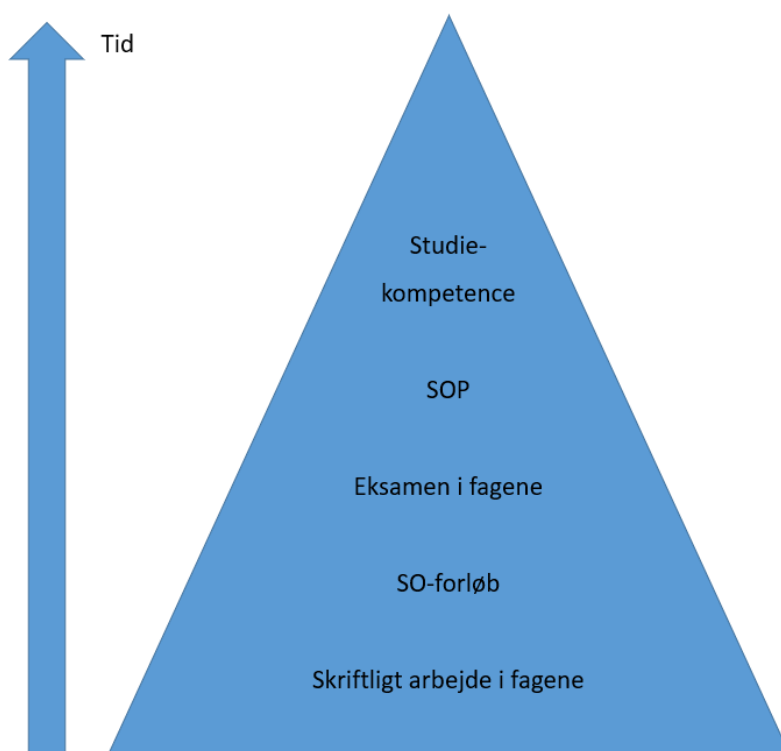 Tid
Studie-
kompetence
SOP
Eksamen i fagene
SO-forløb
Skriftligt arbejde i fagene